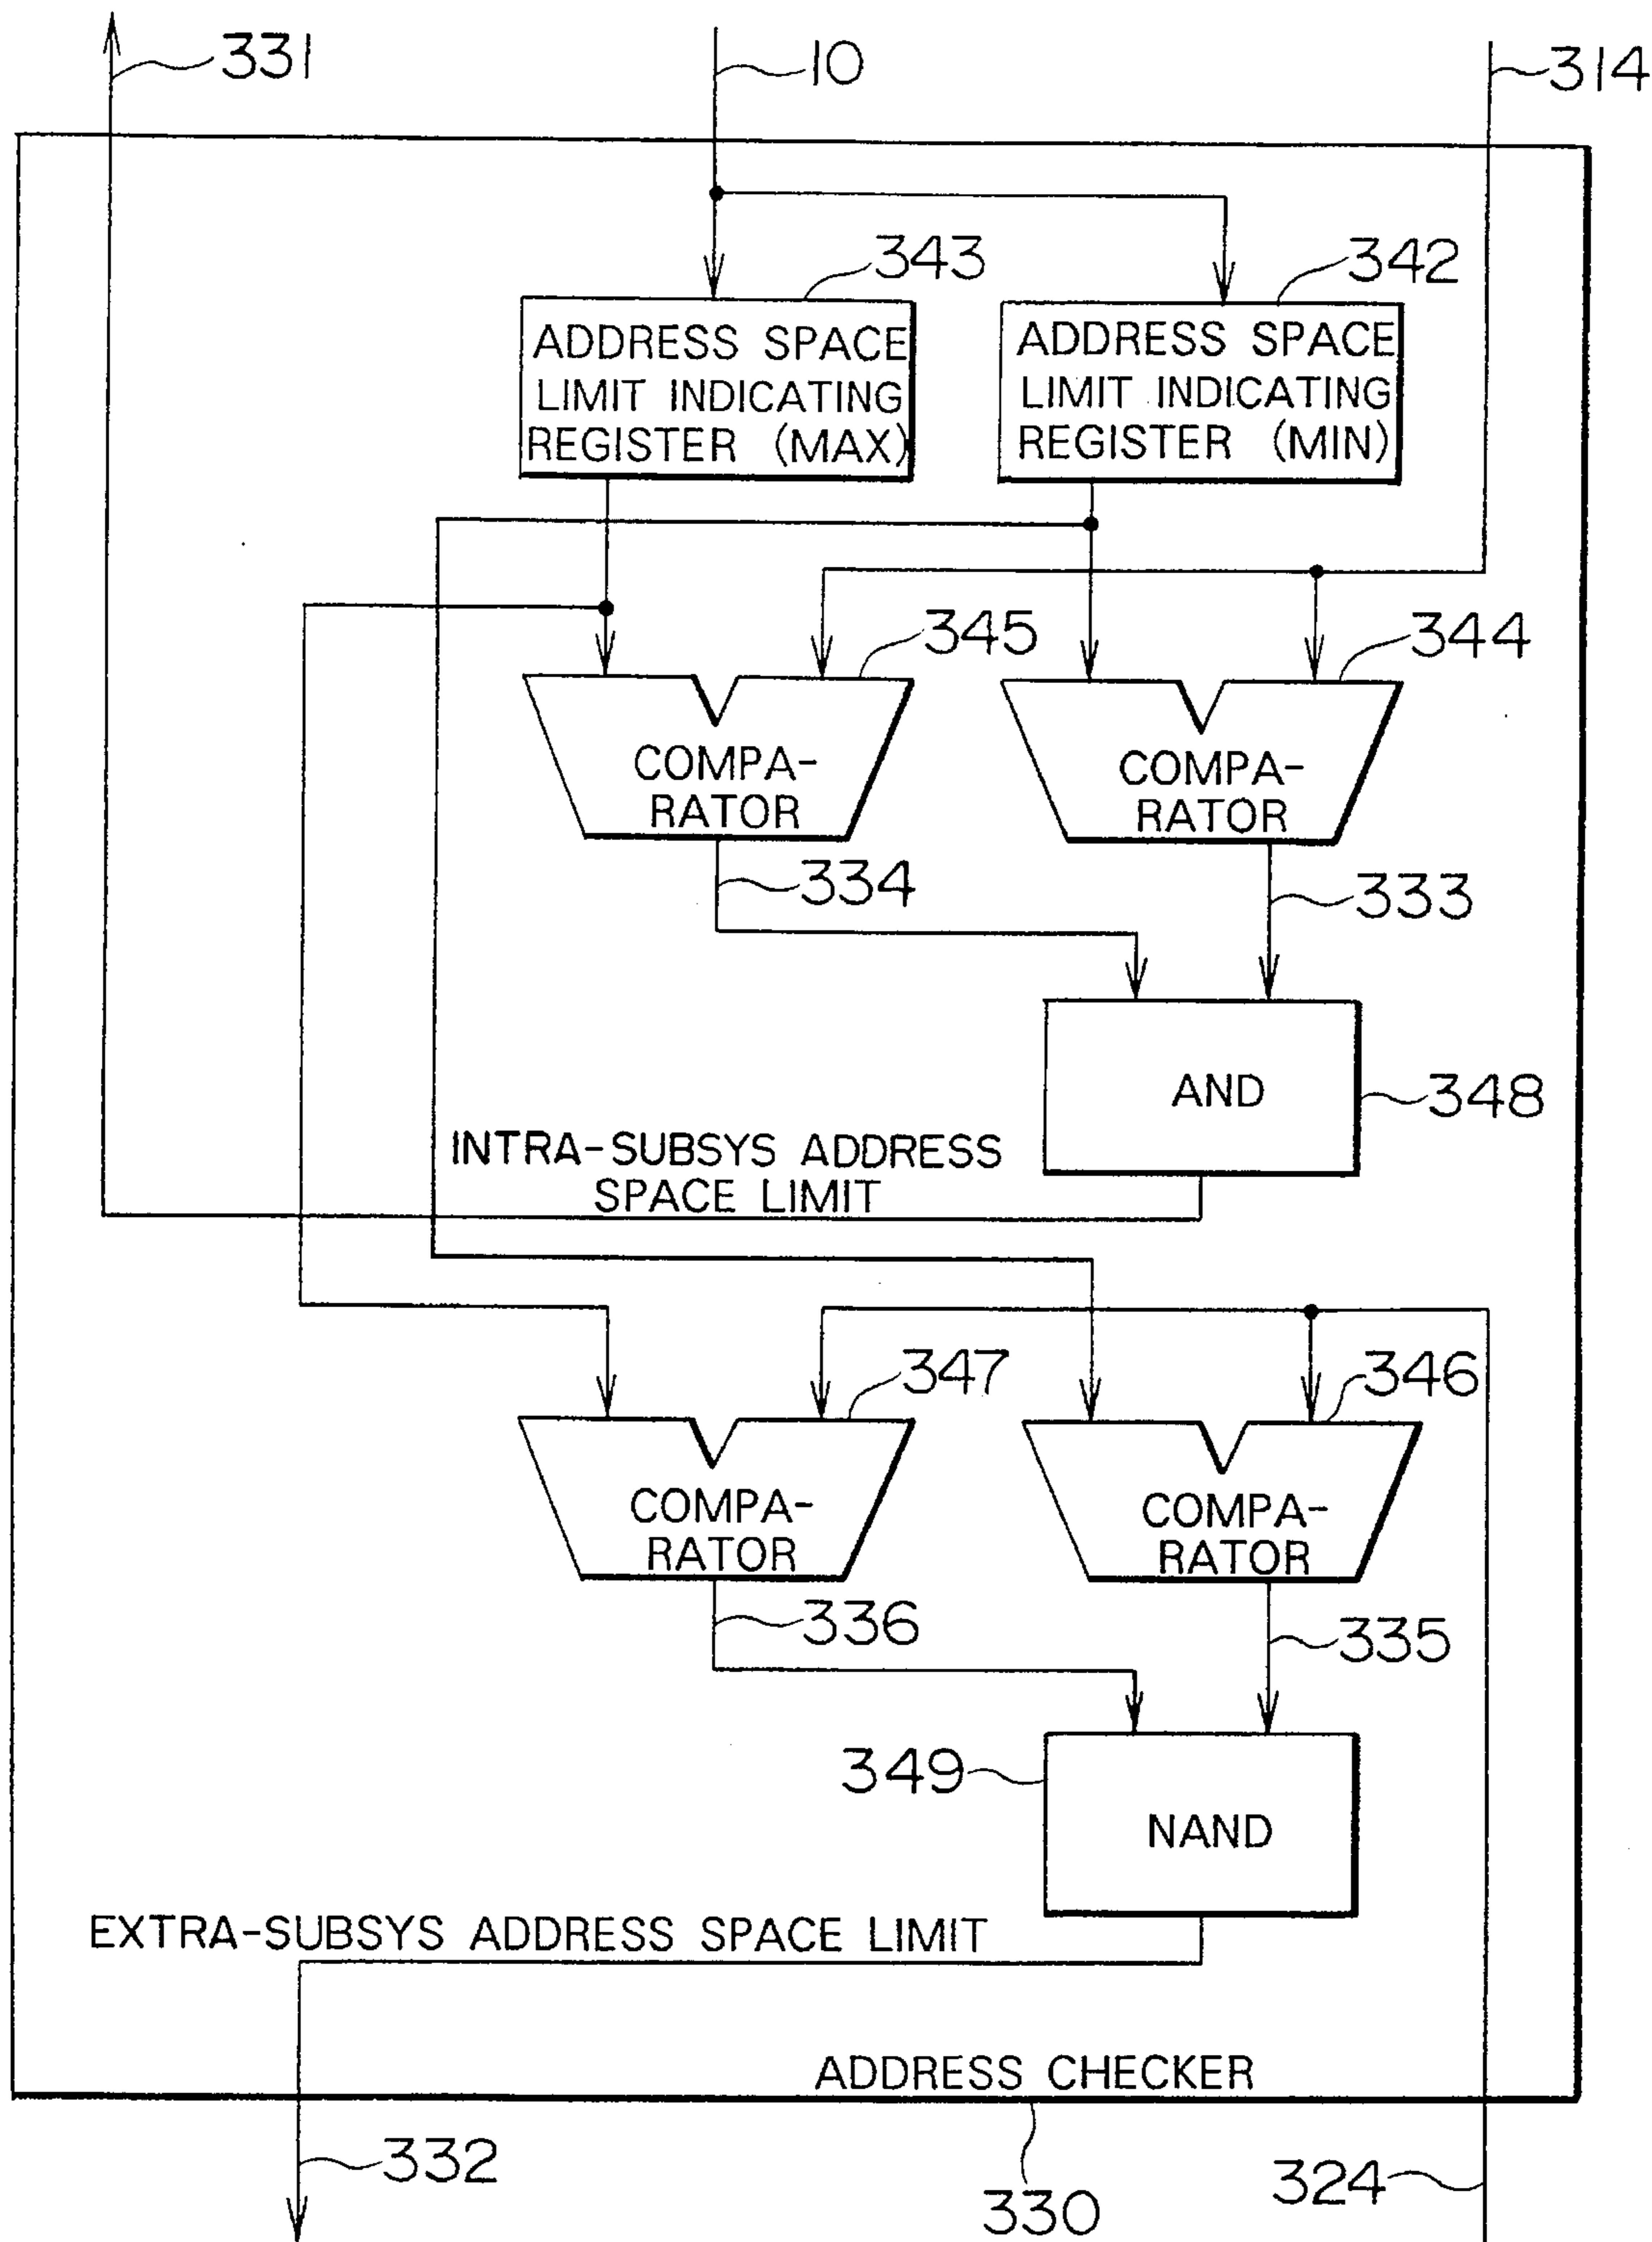 331
10
314
343
342
ADDRESS SPACE
LIMIT INDICATING
REGISTER (MAX)
ADDRESS SPACE
LIMIT INDICATING
REGISTER (MIN)
345
344
COMPA-
RATOR
COMPA-
RATOR
334
333
AND
348
INTRA-SUBSYS ADDRESS
SPACE LIMIT
347
346
COMPA-
RATOR
COMPA-
RATOR
336
335
349
NAND
EXTRA-SUBSYS ADDRESS SPACE LIMIT
ADDRESS CHECKER
332
330
324